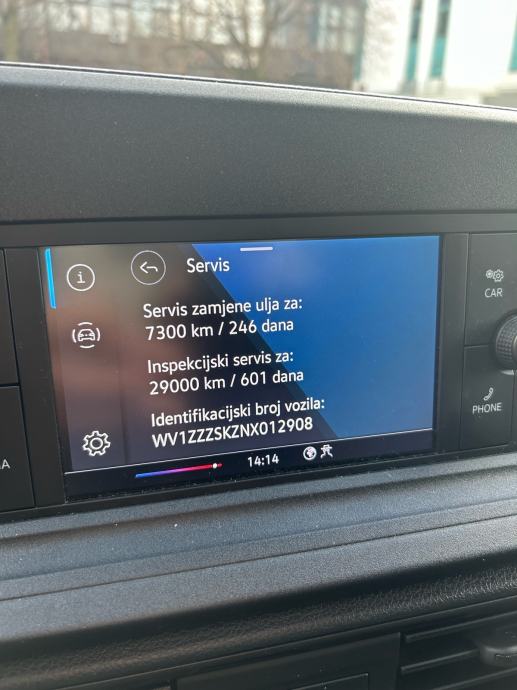 Servis
CAR
Servis zamjene ulja za:
7300 km / 246 dana
Inspekcijski servis za:
29000 km / 601 dana
PHONE
Identifikacijski broj vozila:
WV1ZZZSKZNX012908
14:14